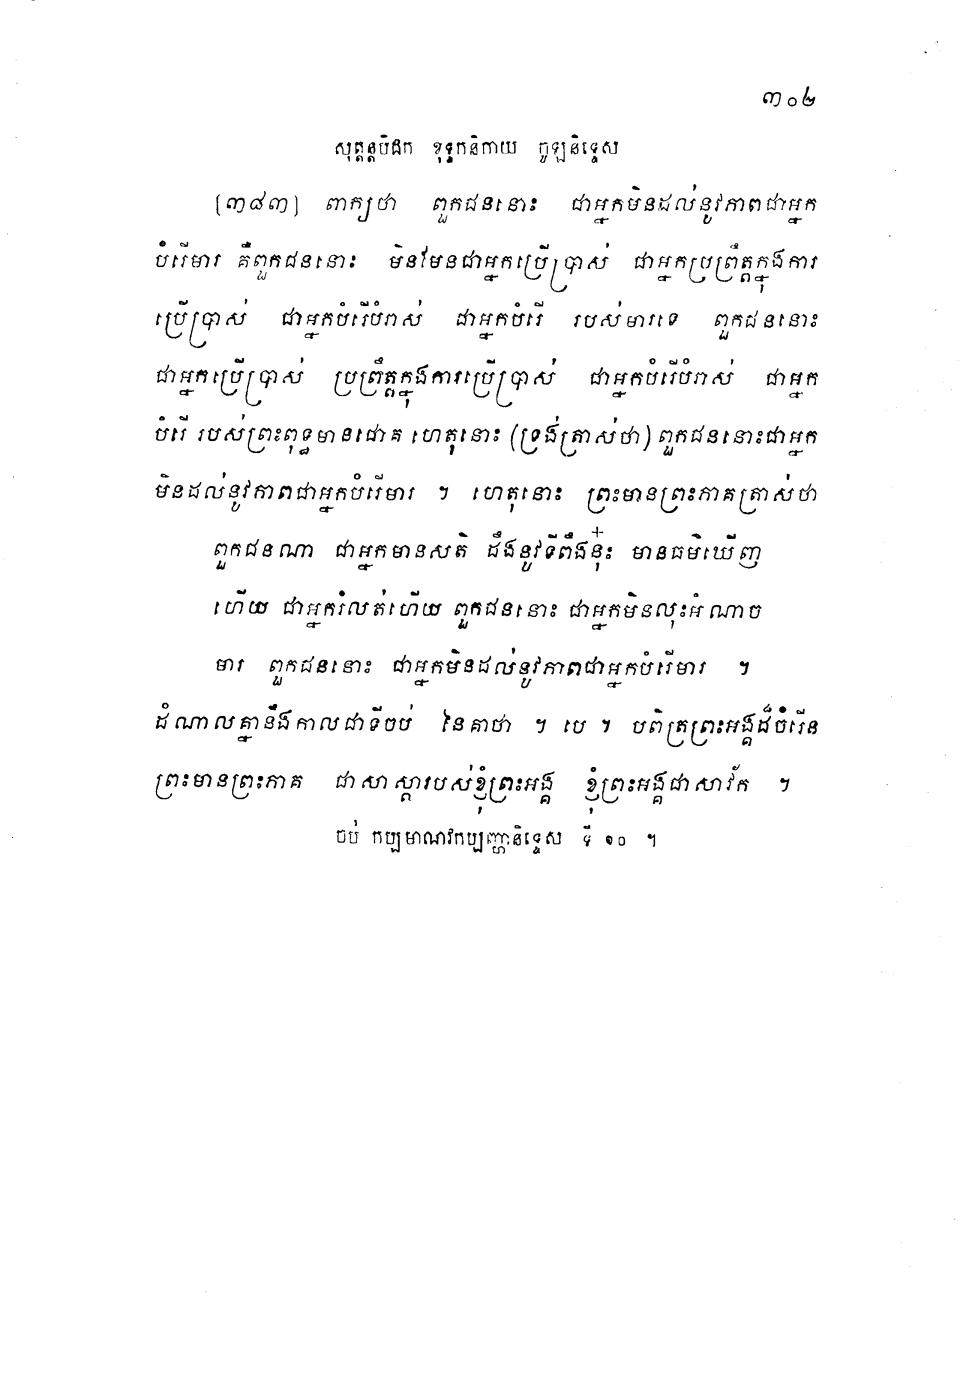 ៣០២
សុត្តន្តបិដក ខុទ្ទកនិកាយ ចូឡនិទ្ទេស
[៣៨៣] ពាក្យថា ពួកជននោះ ជាអ្នកមិនដល់នូវភាពជាអ្នក
បំរើមារ គឺពួកជននោះ មិនមែនជាអ្នកប្រើប្រាស់ ជាអ្នកប្រព្រឹត្តក្នុងការ
ប្រើប្រាស់ ជាអ្នកបំរើបំរាស់ ជាអ្នកបំរើ របស់មារទេ ពួកជននោះ
ជាអ្នកប្រើប្រាស់ ប្រព្រឹត្តក្នុងការប្រើប្រាស់ ជាអ្នកបំរើបំរាស់ ជាអ្នក
បំរើ របស់ព្រះពុទ្ធមានជោគ ហេតុនោះ (ទ្រង់ត្រាស់ថា) ពួកជននោះជាអ្នក
មិនដល់នូវភាពជាអ្នកបំរើមារ ។ ហេតុនោះ ព្រះមានព្រះភាគត្រាស់ថា
ពួកជនណា ជាអ្នកមានសតិ ដឹងនូវទីពឹងនុ៎ះ មានធម៌ឃើញ
ហើយ ជាអ្នករំលត់ហើយ ពួកជននោះ ជាអ្នកមិនលុះអំណាច
មារ ពួកជននោះ ជាអ្នកមិនដល់នូវភាពជាអ្នកបំរើមារ ។
ដំណាលគ្នានឹងកាលជាទីចប់ នៃគាថា ។ បេ ។ បពិត្រព្រះអង្គដ៏ចំរើន
ព្រះមានព្រះភាគ ជាសាស្តារបស់ខ្ញុំព្រះអង្គ ខ្ញុំព្រះអង្គជាសាវ័ក ។
ចប់ កប្បមាណវកប្បញ្ហានិទ្ទេស ទី ១០ ។